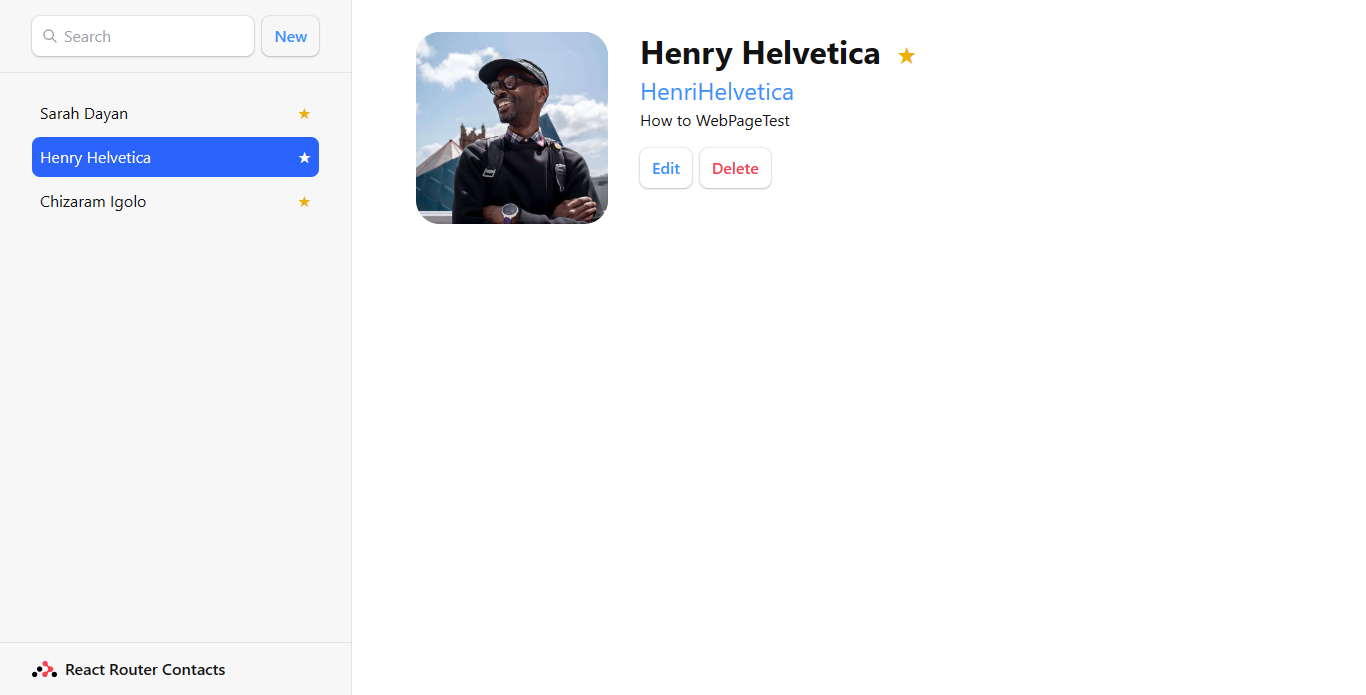 Search
New
Sarah Dayan ★
Henry Helvetica ★
Chizaram Igolo ★
React Router Contacts
Henry Helvetica ★
HenriHelvetica
How to WebPageTest
Edit
Delete